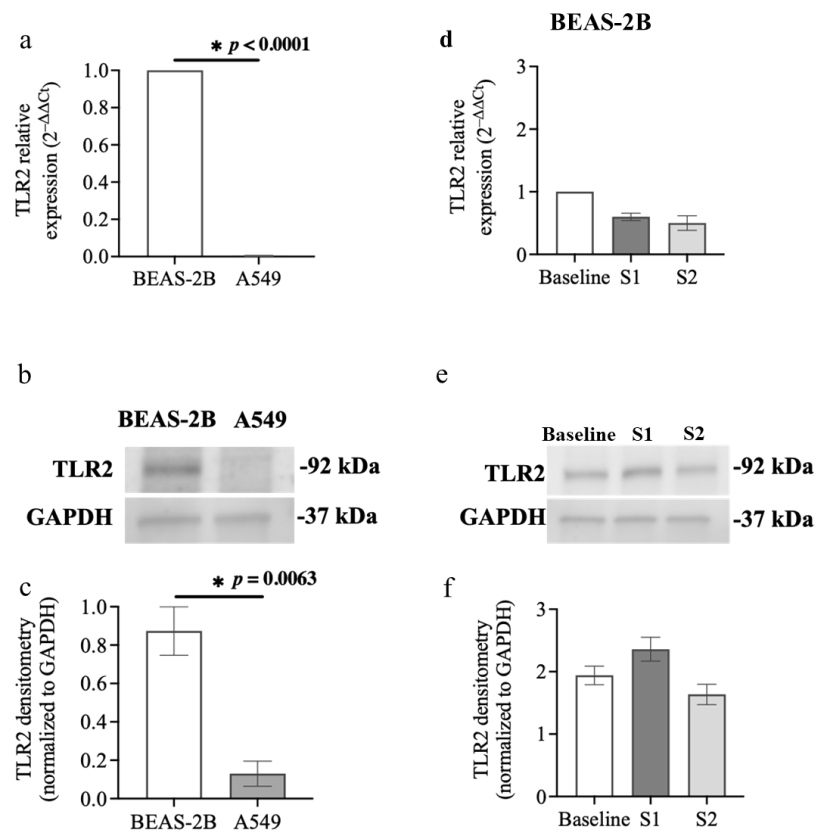 a
* p < 0.0001
TLR2 relative
expression (2⁻ΔΔCt)
1.0
0.8
0.6
0.4
0.2
0.0
BEAS-2B A549
b
BEAS-2B A549
TLR2 -92 kDa
GAPDH -37 kDa
c
* p = 0.0063
TLR2 densitometry
(normalized to GAPDH)
1.0
0.8
0.6
0.4
0.2
0.0
BEAS-2B A549
BEAS-2B
d
TLR2 relative
expression (2⁻ΔΔCt)
3
2
1
0
Baseline S1 S2
e
Baseline S1 S2
TLR2 -92 kDa
GAPDH -37 kDa
f
TLR2 densitometry
(normalized to GAPDH)
3
2
1
0
Baseline S1 S2